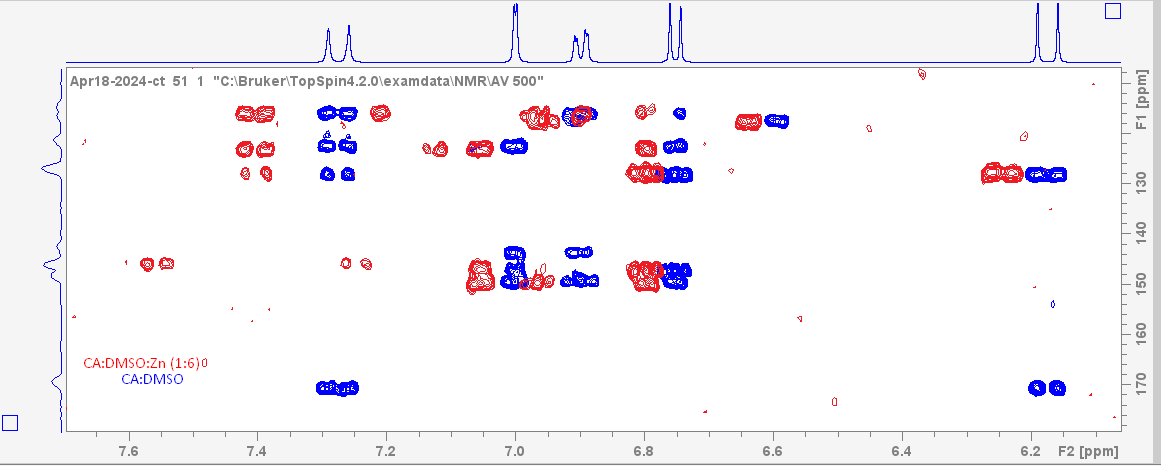 Apr18-2024-ct 51 1 "C:\Bruker\TopSpin4.2.0\examdata\NMR\AV 500"
F1 [ppm]
130
140
150
160
170
CA:DMSO:Zn (1:6)0
CA:DMSO
7.6 7.4 7.2 7.0 6.8 6.6 6.4 6.2 F2 [ppm]